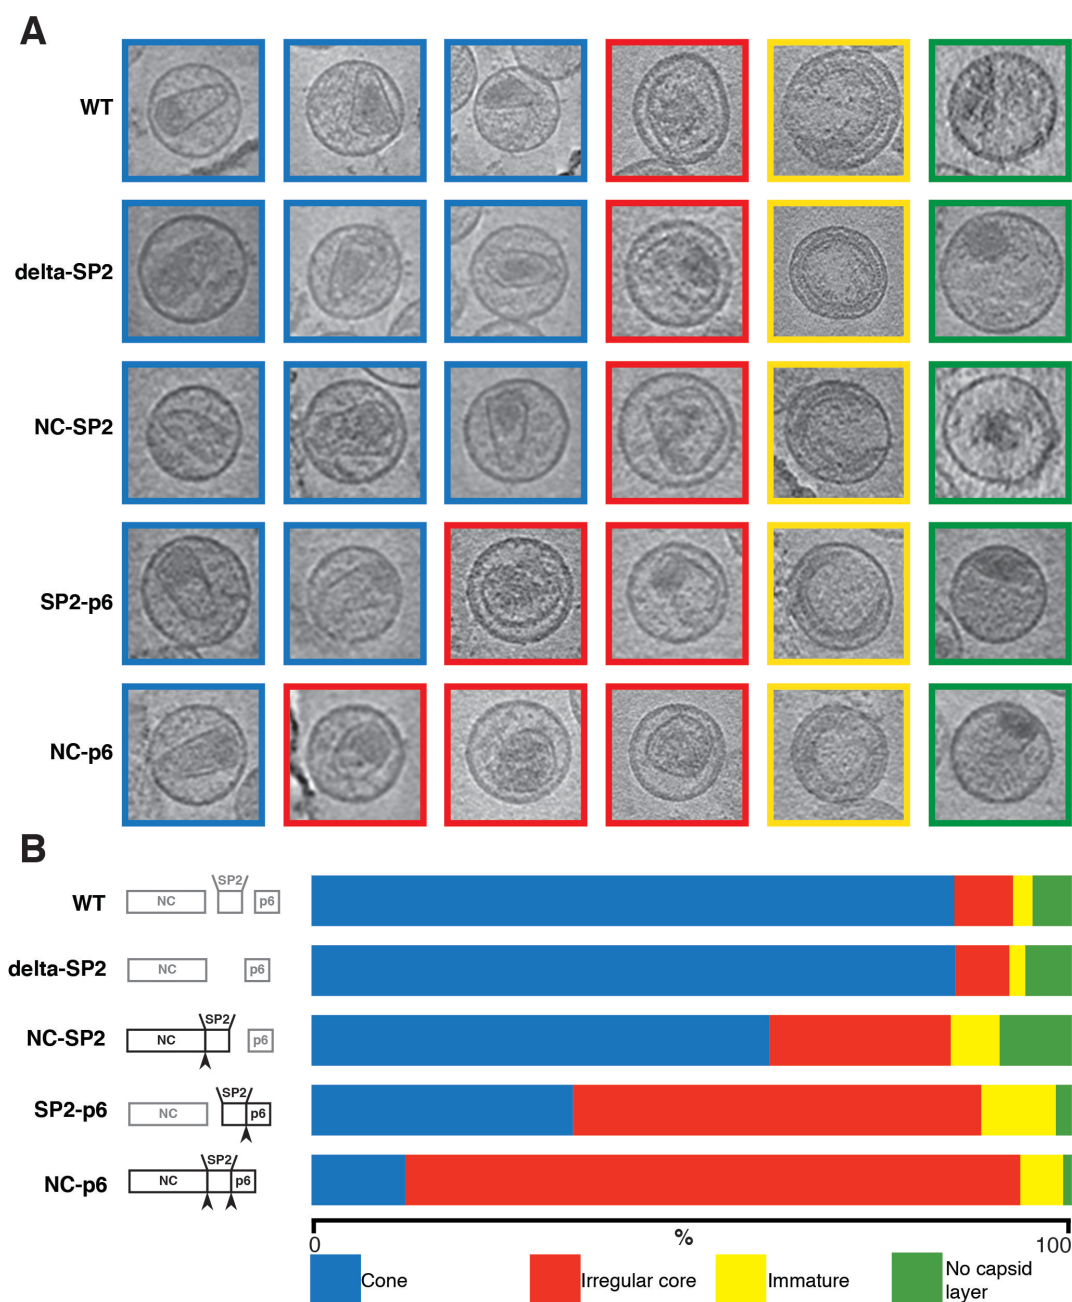 A
WT
delta-SP2
NC-SP2
SP2-p6
NC-p6
B
WT
NC
SP2
p6
delta-SP2
NC
p6
NC-SP2
NC
SP2
p6
SP2-p6
NC
SP2
p6
NC-p6
NC
SP2
p6
0
%
100
Cone
Irregular core
Immature
No capsid
layer